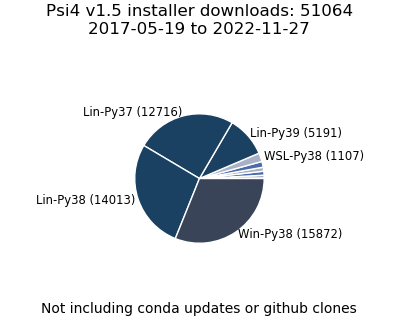 Psi4 v1.5 installer downloads: 51064
2017-05-19 to 2022-11-27
Lin-Py37 (12716)
Lin-Py39 (5191)
WSL-Py38 (1107)
Lin-Py38 (14013)
Win-Py38 (15872)
Not including conda updates or github clones